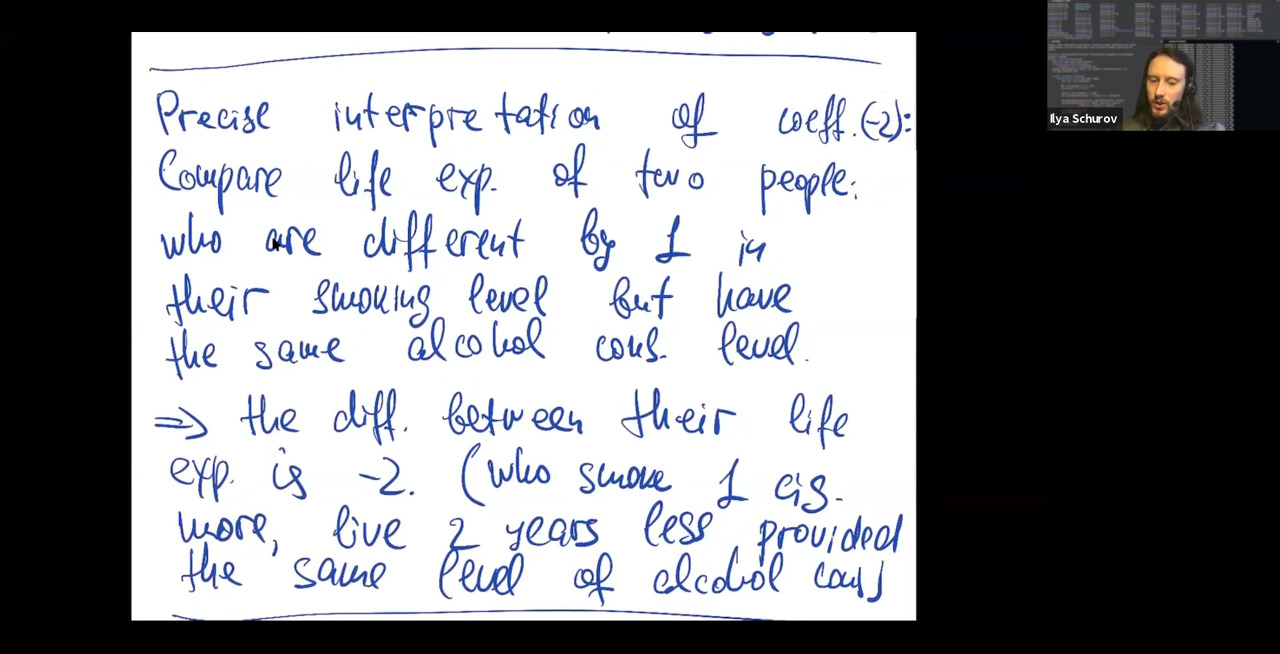 Precise interpretation of coeff.(-2):
Compare life exp. of two people:
who are different by 1 in
their smoking level but have
the same alcohol cons. level.
=> the diff. between their life
exp. is -2. (who smoke 1 cig.
more, live 2 years less, provided
the same level of alcohol cons)
Ilya Schurov